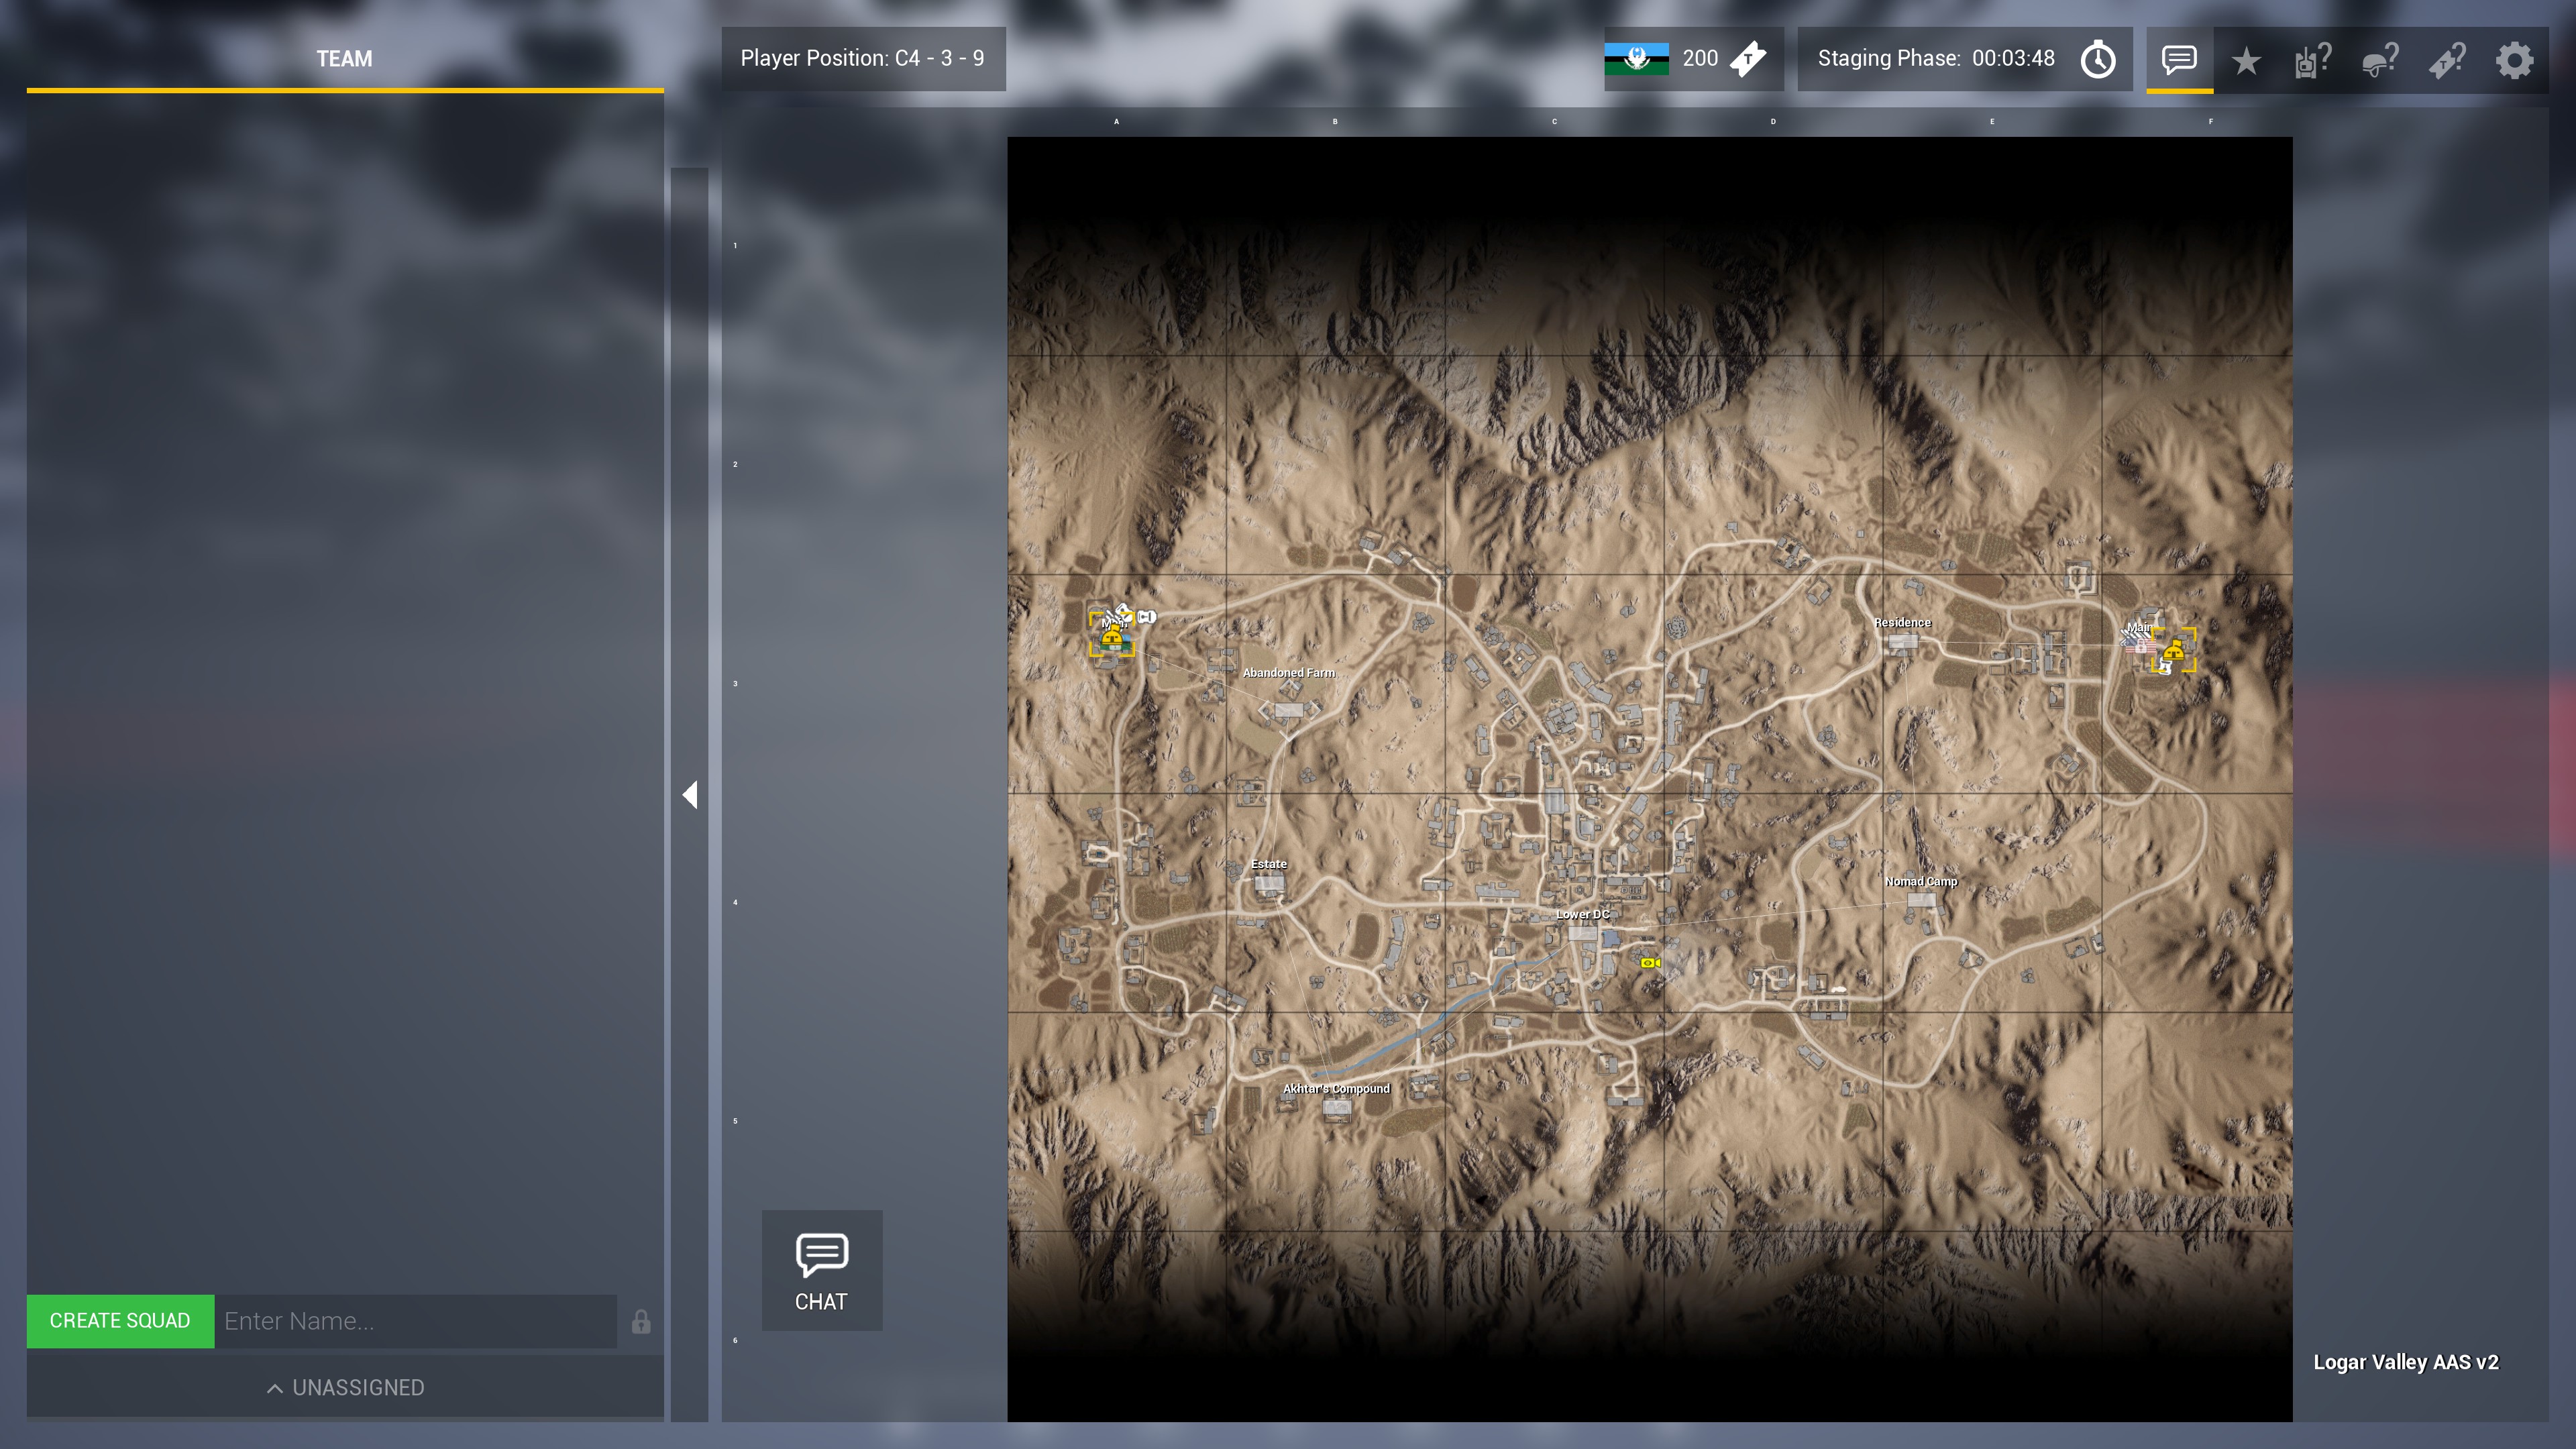 TEAM
Player Position: C4 - 3 - 9
200
T
Staging Phase: 00:03:48
?
?
T?
A B C D E F
1
2
3
4
5
6
Main
Abandoned Farm
Residence
Main
Estate
Nomad Camp
Lower DC
Akhtar's Compound
CHAT
CREATE SQUAD
Enter Name...
UNASSIGNED
Logar Valley AAS v2